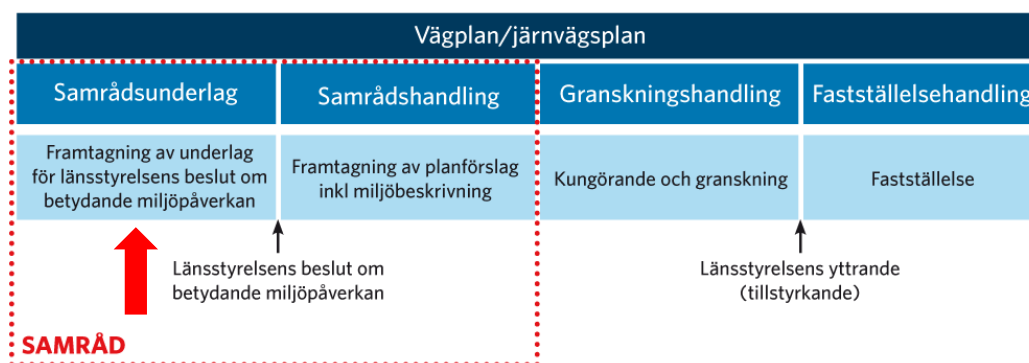 Vägplan/järnvägsplan
Samrådsunderlag
Samrådshandling
Granskningshandling
Fastställelsehandling
Framtagning av underlag
för länsstyrelsens beslut om
betydande miljöpåverkan
Framtagning av planförslag
inkl miljöbeskrivning
Kungörande och granskning
Fastställelse
Länsstyrelsens beslut om
betydande miljöpåverkan
Länsstyrelsens yttrande
(tillstyrkande)
SAMRÅD